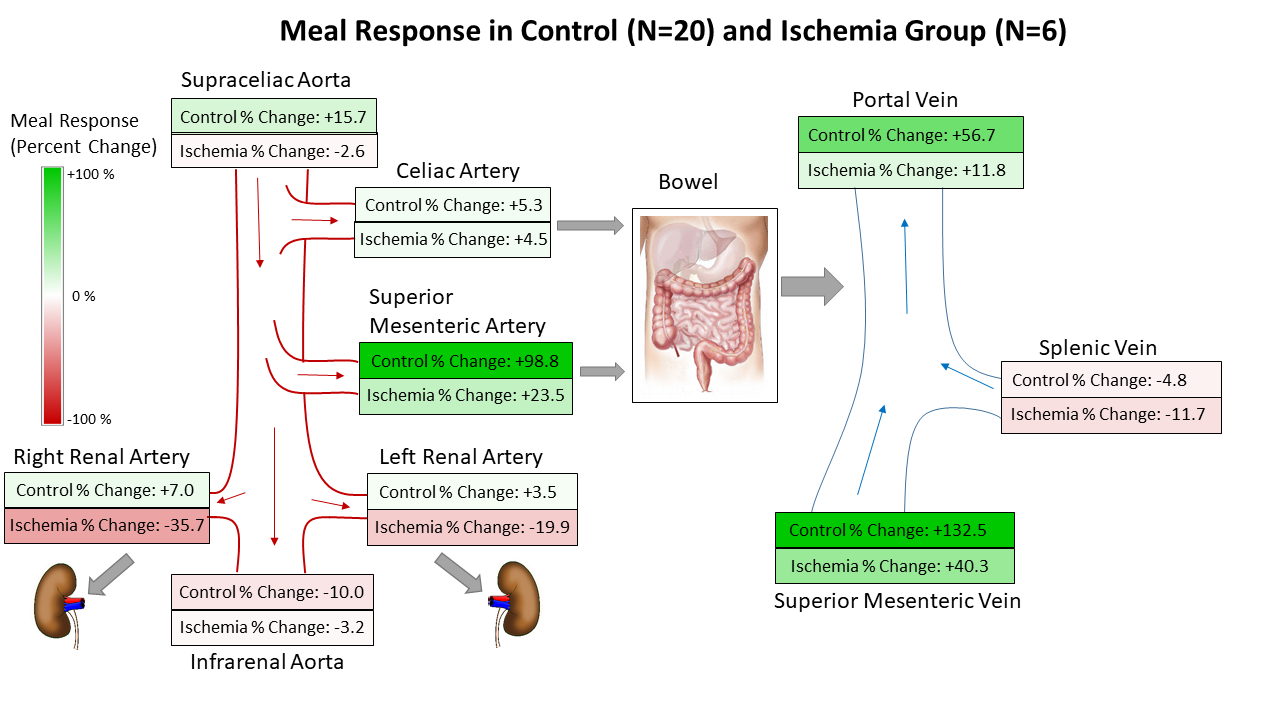 Meal Response in Control (N=20) and Ischemia Group (N=6)
Supraceliac Aorta
Control % Change: +15.7
Ischemia % Change: -2.6
Meal Response
(Percent Change)
+100 %
0 %
-100 %
Celiac Artery
Control % Change: +5.3
Ischemia % Change: +4.5
Superior
Mesenteric Artery
Control % Change: +98.8
Ischemia % Change: +23.5
Right Renal Artery
Control % Change: +7.0
Ischemia % Change: -35.7
Left Renal Artery
Control % Change: +3.5
Ischemia % Change: -19.9
Control % Change: -10.0
Ischemia % Change: -3.2
Infrarenal Aorta
Bowel
Portal Vein
Control % Change: +56.7
Ischemia % Change: +11.8
Splenic Vein
Control % Change: -4.8
Ischemia % Change: -11.7
Control % Change: +132.5
Ischemia % Change: +40.3
Superior Mesenteric Vein